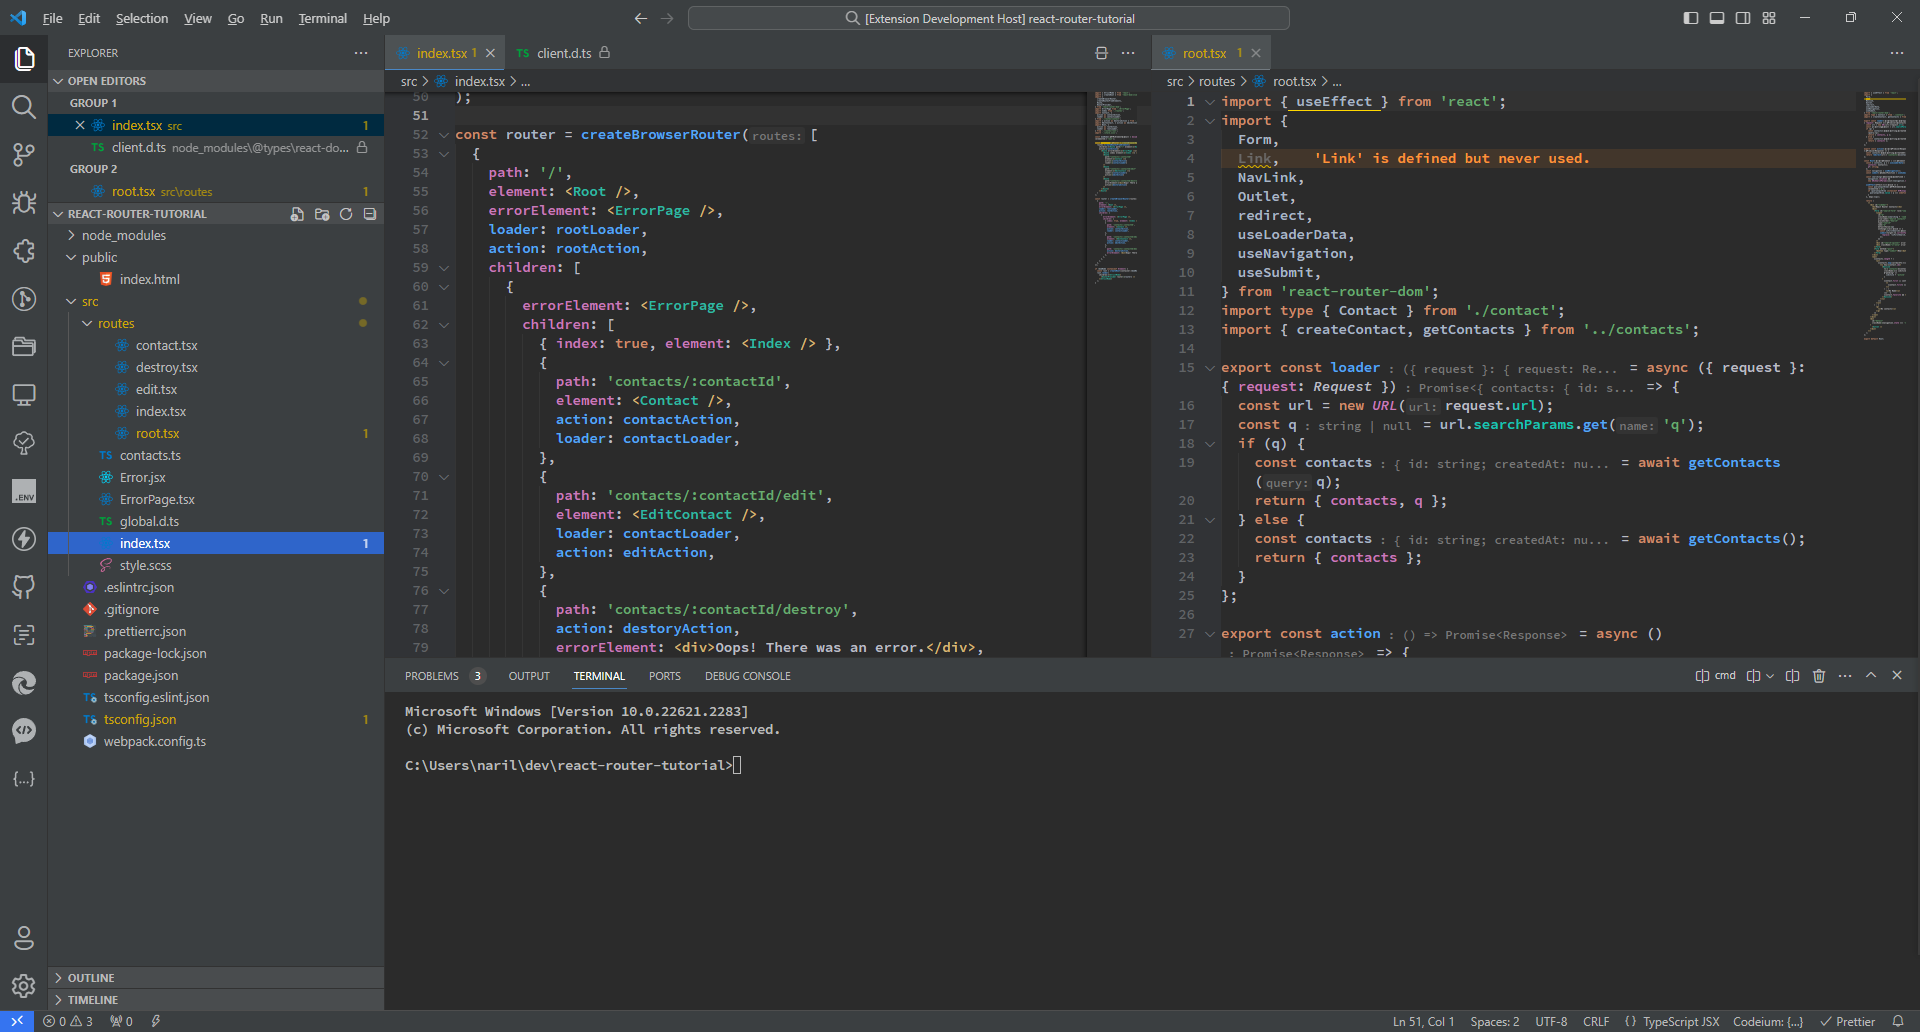 File Edit Selection View Go Run Terminal Help
[Extension Development Host] react-router-tutorial
EXPLORER
OPEN EDITORS
GROUP 1
index.tsx src 1
client.d.ts node_modules\@types\react-do...
GROUP 2
root.tsx src\routes 1
REACT-ROUTER-TUTORIAL
node_modules
public
index.html
src
routes
contact.tsx
destroy.tsx
edit.tsx
index.tsx
root.tsx 1
contacts.ts
Error.jsx
ErrorPage.tsx
global.d.ts
index.tsx 1
style.scss
.eslintrc.json
.gitignore
.prettierrc.json
package-lock.json
package.json
tsconfig.eslint.json
tsconfig.json 1
webpack.config.ts
OUTLINE
TIMELINE
.ENV
index.tsx 1
TS client.d.ts
src > index.tsx > ...
50 );
51
52 const router = createBrowserRouter(routes: [
53 {
54 path: '/',
55 element: <Root />,
56 errorElement: <ErrorPage />,
57 loader: rootLoader,
58 action: rootAction,
59 children: [
60 {
61 errorElement: <ErrorPage />,
62 children: [
63 { index: true, element: <Index /> },
64 {
65 path: 'contacts/:contactId',
66 element: <Contact />,
67 action: contactAction,
68 loader: contactLoader,
69 },
70 {
71 path: 'contacts/:contactId/edit',
72 element: <EditContact />,
73 loader: contactLoader,
74 action: editAction,
75 },
76 {
77 path: 'contacts/:contactId/destroy',
78 action: destoryAction,
79 errorElement: <div>Oops! There was an error.</div>,
root.tsx 1
src > routes > root.tsx > ...
1 import { useEffect } from 'react';
2 import {
3 Form,
4 Link, 'Link' is defined but never used.
5 NavLink,
6 Outlet,
7 redirect,
8 useLoaderData,
9 useNavigation,
10 useSubmit,
11 } from 'react-router-dom';
12 import type { Contact } from './contact';
13 import { createContact, getContacts } from '../contacts';
14
15 export const loader : ({ request }: { request: Re... = async ({ request }:
{ request: Request }) : Promise<{ contacts: { id: s... => {
16 const url = new URL(url: request.url);
17 const q : string | null = url.searchParams.get(name: 'q');
18 if (q) {
19 const contacts : { id: string; createdAt: nu... = await getContacts
(query: q);
20 return { contacts, q };
21 } else {
22 const contacts : { id: string; createdAt: nu... = await getContacts();
23 return { contacts };
24 }
25 };
26
27 export const action : () => Promise<Response> = async ()
: Promise<Response> => {
PROBLEMS 3 OUTPUT TERMINAL PORTS DEBUG CONSOLE
cmd
Microsoft Windows [Version 10.0.22621.2283]
(c) Microsoft Corporation. All rights reserved.
C:\Users\naril\dev\react-router-tutorial>
0 3 0
Ln 51, Col 1 Spaces: 2 UTF-8 CRLF {} TypeScript JSX Codeium: {...} Prettier